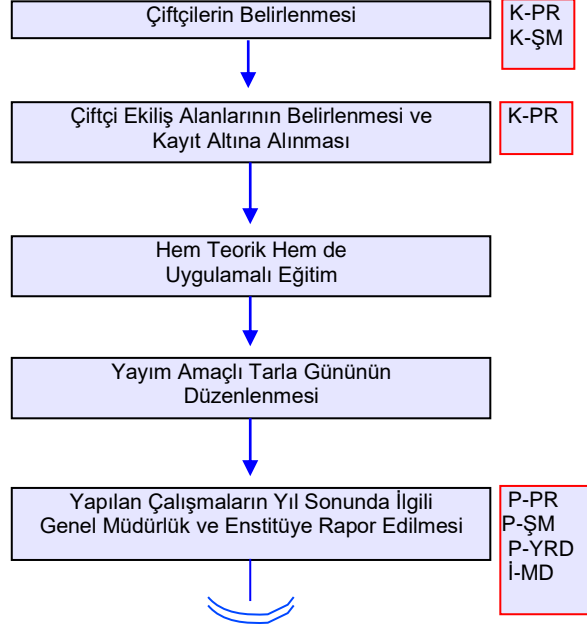 Çiftçilerin Belirlenmesi
K-PR
K-ŞM
Çiftçi Ekiliş Alanlarının Belirlenmesi ve
Kayıt Altına Alınması
K-PR
Hem Teorik Hem de
Uygulamalı Eğitim
Yayım Amaçlı Tarla Gününün
Düzenlenmesi
Yapılan Çalışmaların Yıl Sonunda İlgili
Genel Müdürlük ve Enstitüye Rapor Edilmesi
P-PR
P-ŞM
P-YRD
İ-MD